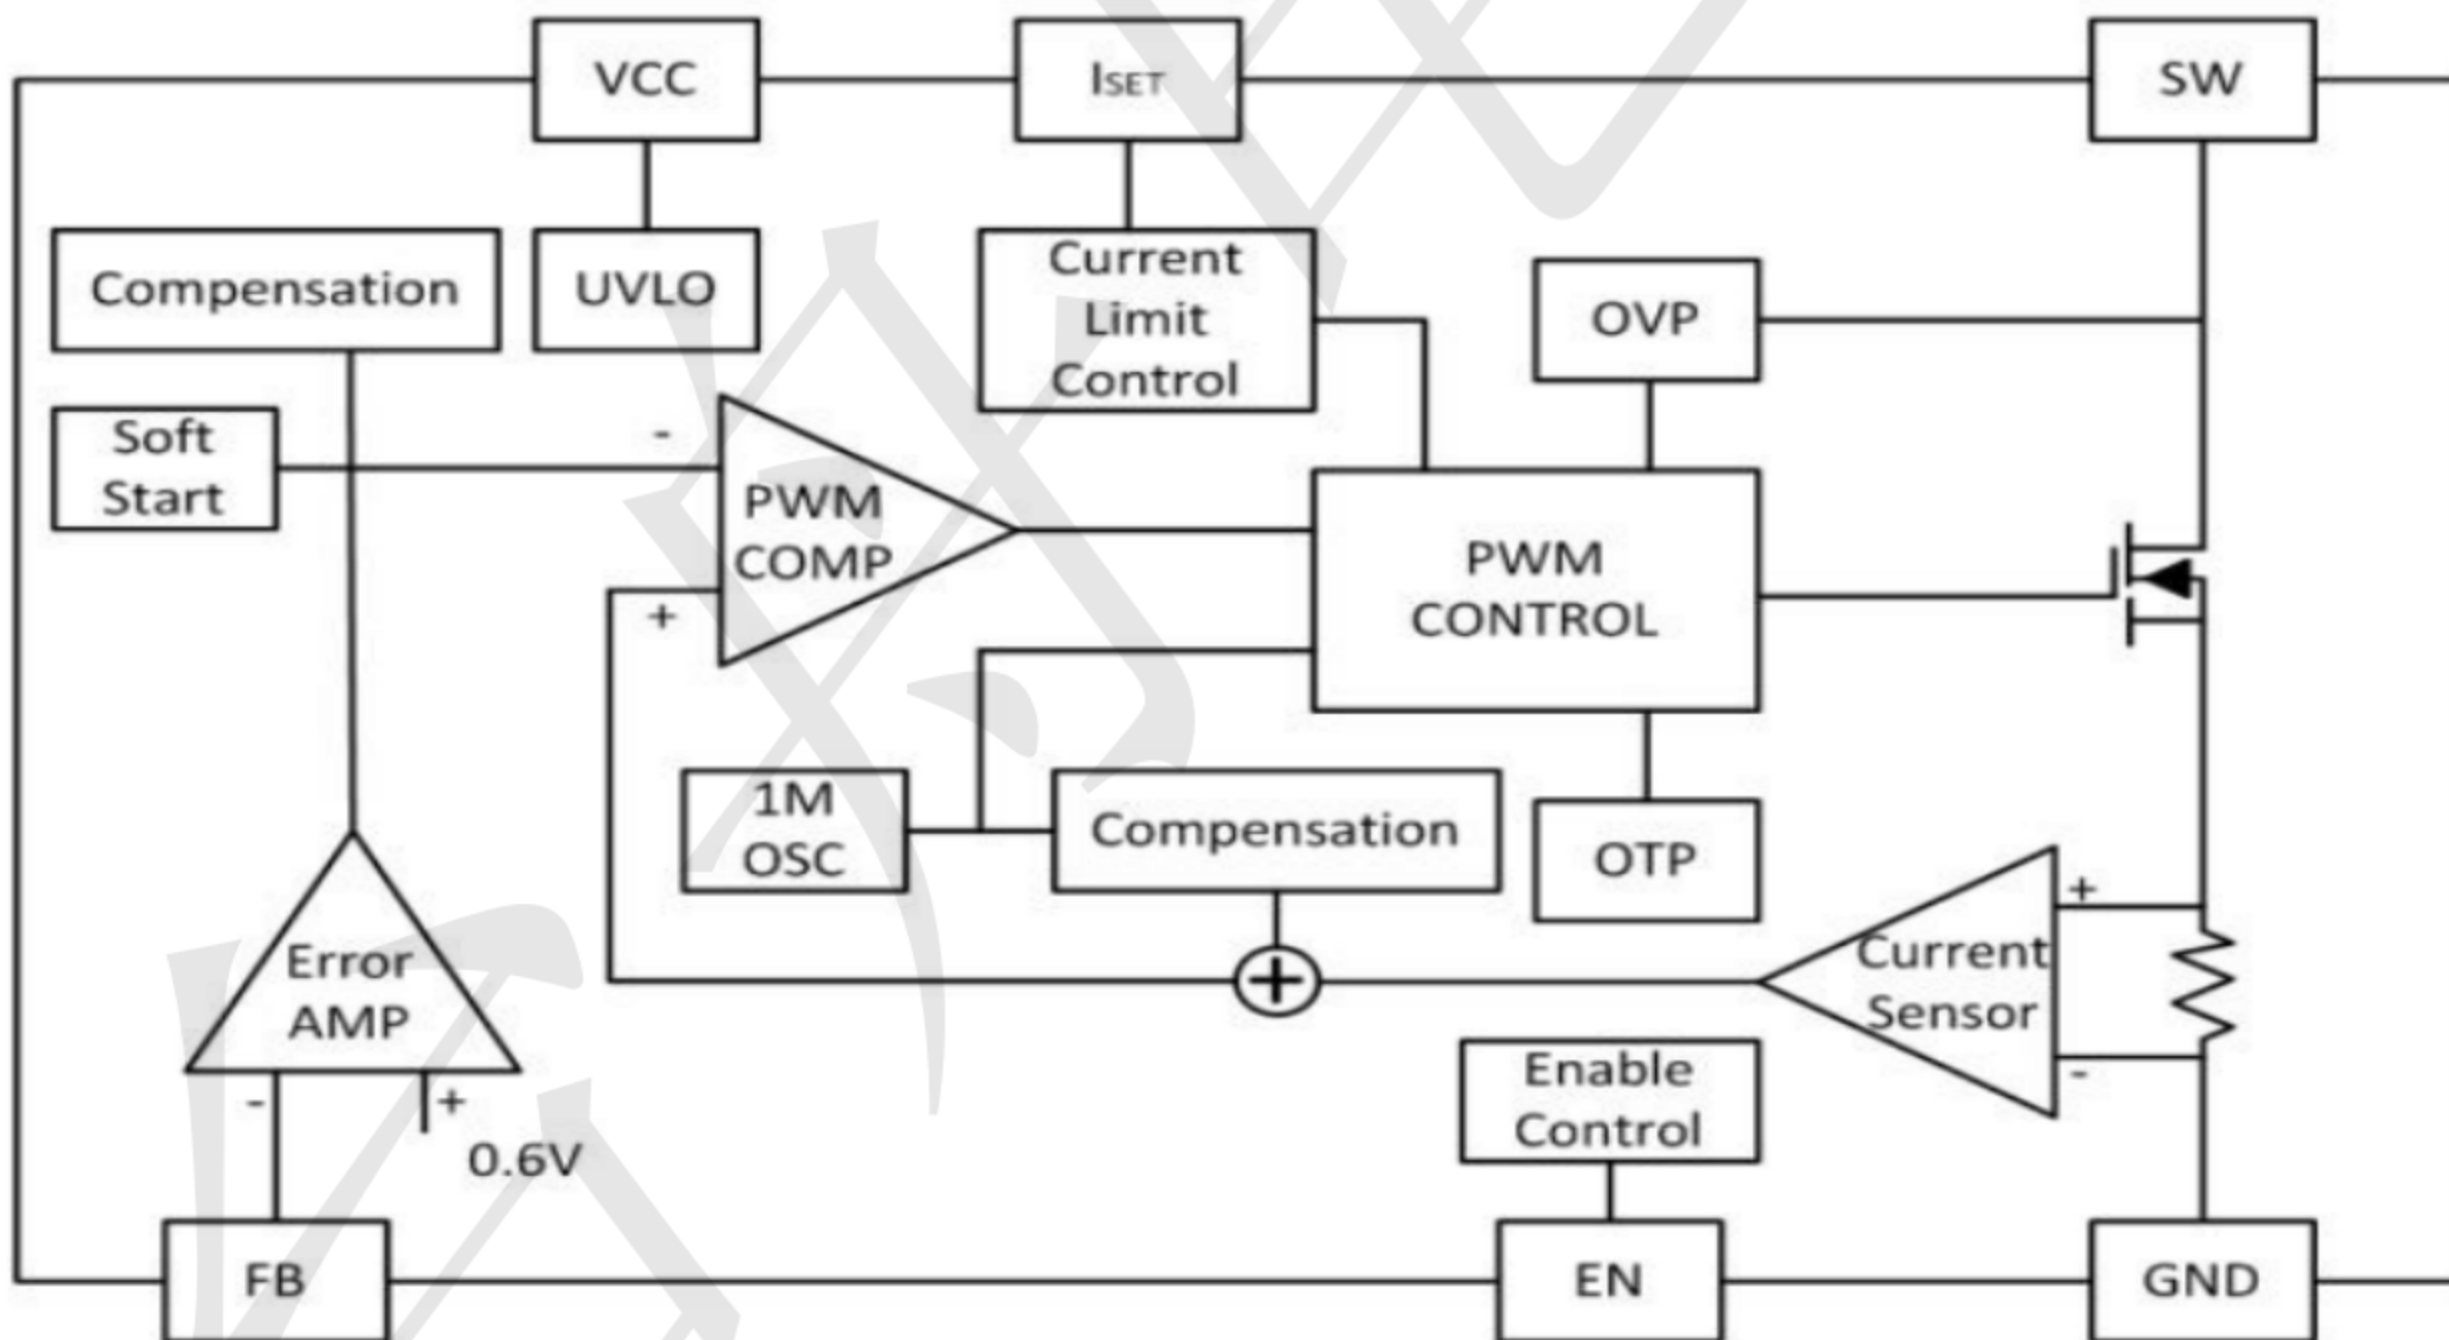 VCC
ISET
SW
Compensation
UVLO
Current
Limit
Control
OVP
Soft
Start
-
PWM
COMP
+
PWM
CONTROL
1M
OSC
Compensation
OTP
+
Current
Sensor
-
Error
AMP
-
+
0.6V
Enable
Control
FB
EN
GND